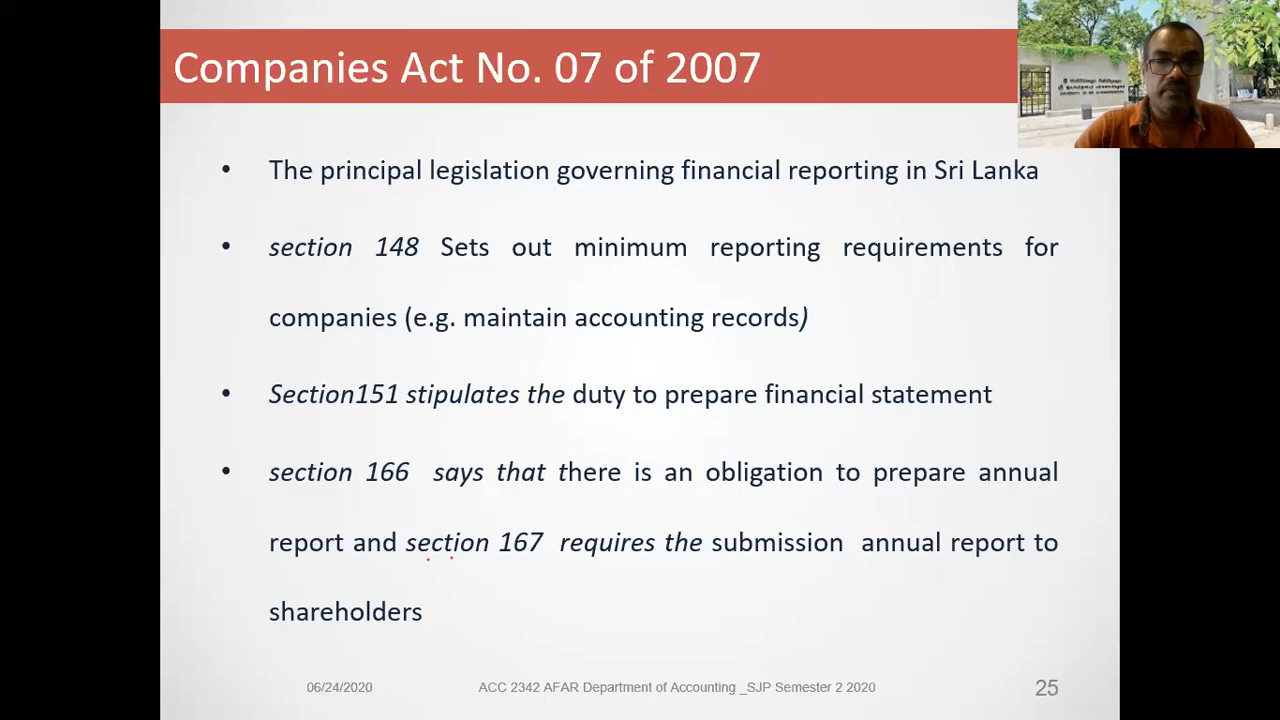 Companies Act No. 07 of 2007
• The principal legislation governing financial reporting in Sri Lanka
• section 148 Sets out minimum reporting requirements for
companies (e.g. maintain accounting records)
• Section151 stipulates the duty to prepare financial statement
• section 166 says that there is an obligation to prepare annual
report and section 167 requires the submission annual report to
shareholders
06/24/2020
ACC 2342 AFAR Department of Accounting _SJP Semester 2 2020
25